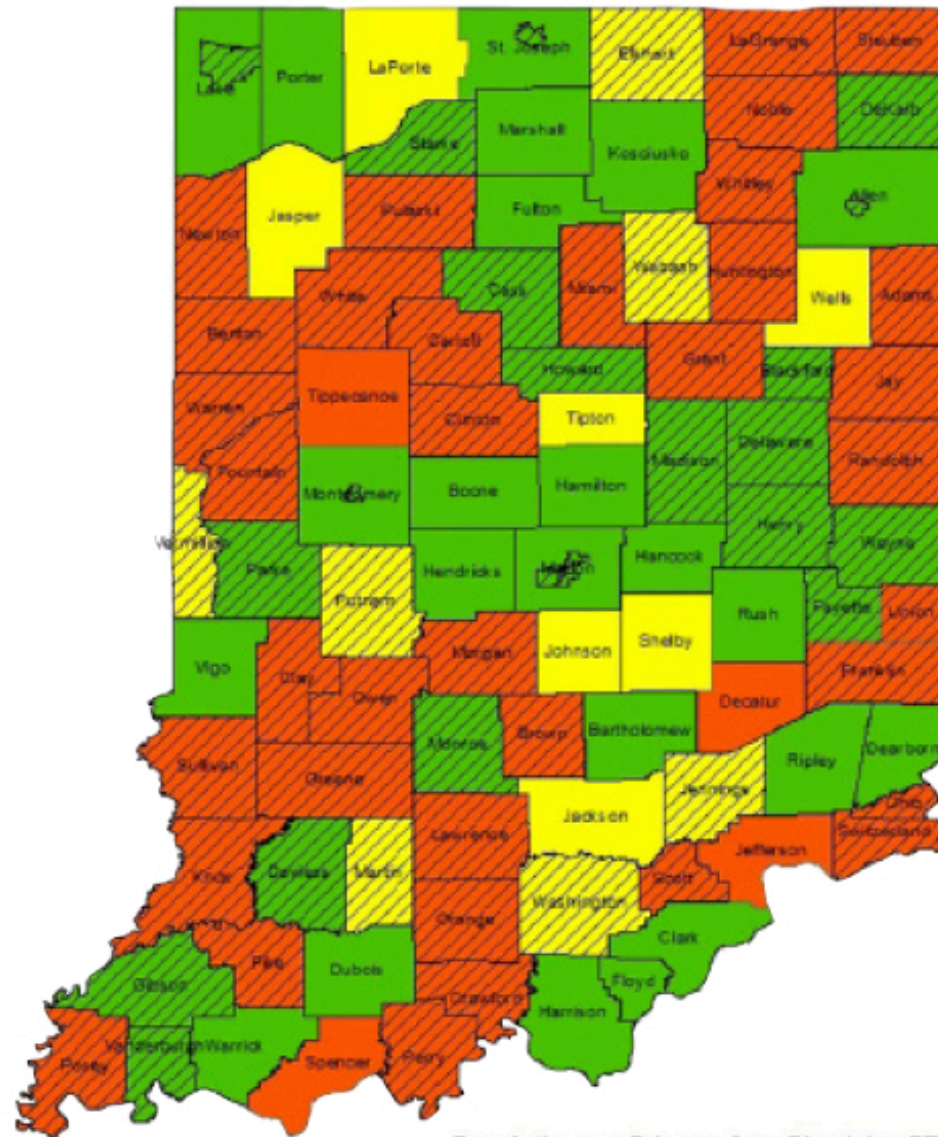 St. Joseph
Elkhart
LaGrange
Steuben
LaPorte
Lake
Porter
Noble
DeKalb
Starke
Marshall
Kosciusko
Whitley
Allen
Newton
Jasper
Pulaski
Fulton
White
Cass
Miami
Wabash
Huntington
Wells
Adams
Benton
Carroll
Grant
Howard
Blackford
Jay
Warren
Tippecanoe
Clinton
Tipton
Madison
Delaware
Randolph
Fountain
Montgomery
Boone
Hamilton
Henry
Wayne
Vermillion
Parke
Hendricks
Marion
Hancock
Putnam
Rush
Fayette
Union
Morgan
Johnson
Shelby
Vigo
Clay
Owen
Franklin
Decatur
Monroe
Brown
Bartholomew
Ripley
Dearborn
Sullivan
Greene
Jackson
Jennings
Ohio
Lawrence
Switzerland
Jefferson
Knox
Daviess
Martin
Scott
Washington
Orange
Clark
Pike
Dubois
Floyd
Gibson
Crawford
Harrison
Posey
Vanderburgh
Warrick
Spencer
Perry